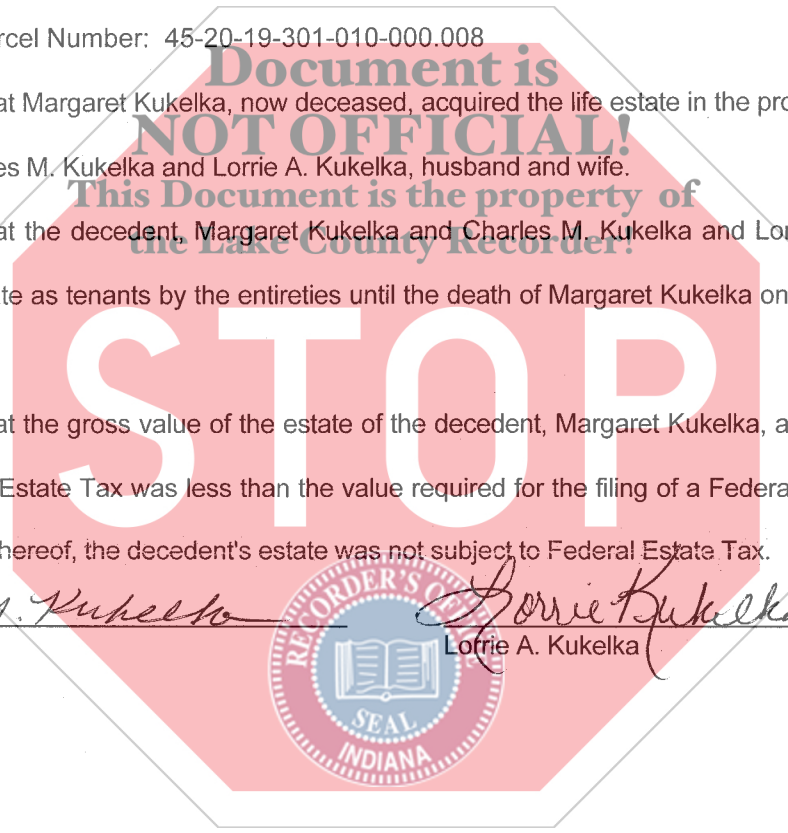 rcel Number: 45-20-19-301-010-000.008
Document is
at Margaret Kukelka, now deceased, acquired the life estate in the pro
NOT OFFICIAL!
es M. Kukelka and Lorrie A. Kukelka, husband and wife.
This Document is the property of
at the decedent, Margaret Kukelka and Charles M. Kukelka and Lor
the Lake County Recorder!
te as tenants by the entireties until the death of Margaret Kukelka on
STOP
at the gross value of the estate of the decedent, Margaret Kukelka, a
Estate Tax was less than the value required for the filing of a Federa
hereof, the decedent's estate was not subject to Federal Estate Tax.
M. Kukelka
Lorrie Kukelka
Lorrie A. Kukelka
RECORDER'S OFFICE
SEAL
INDIANA